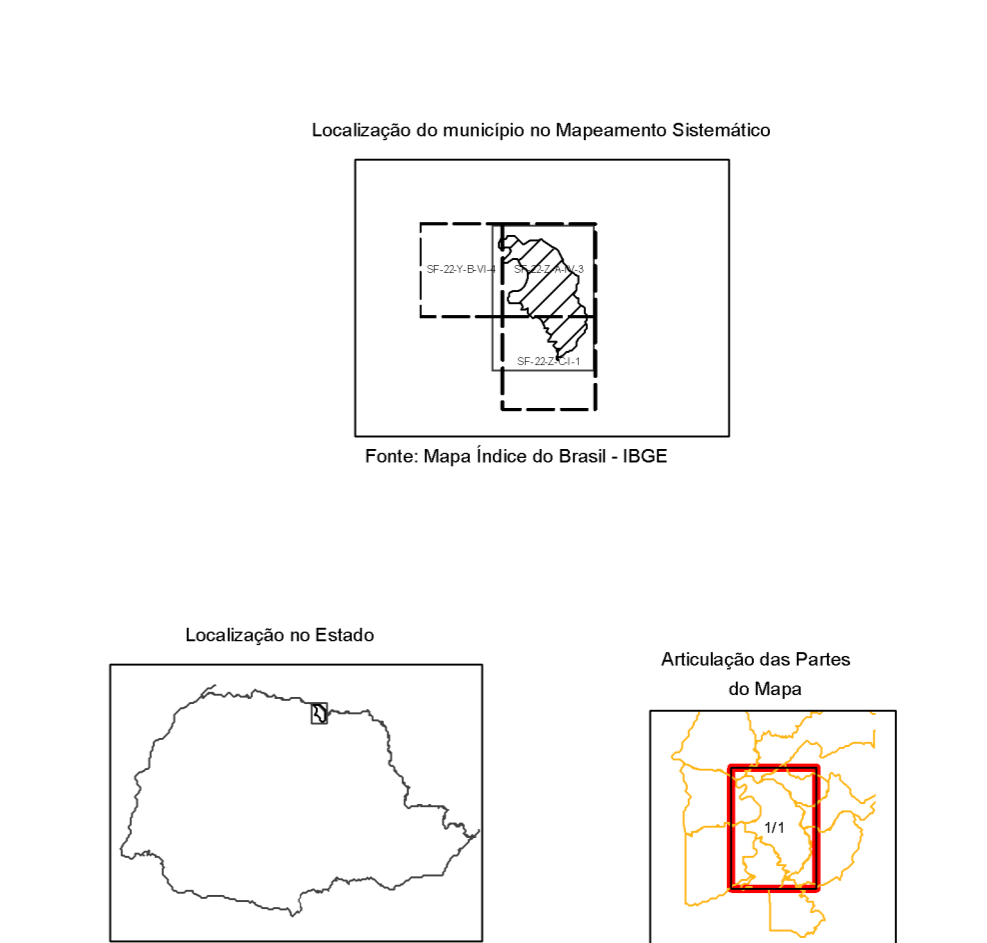 Localização do município no Mapeamento Sistemático
SF-22-Y-B-VI-4
SF-22-Z-A-IV-3
SF-22-Z-C-I-1
Fonte: Mapa Índice do Brasil - IBGE
Localização no Estado
Articulação das Partes
do Mapa
1/1